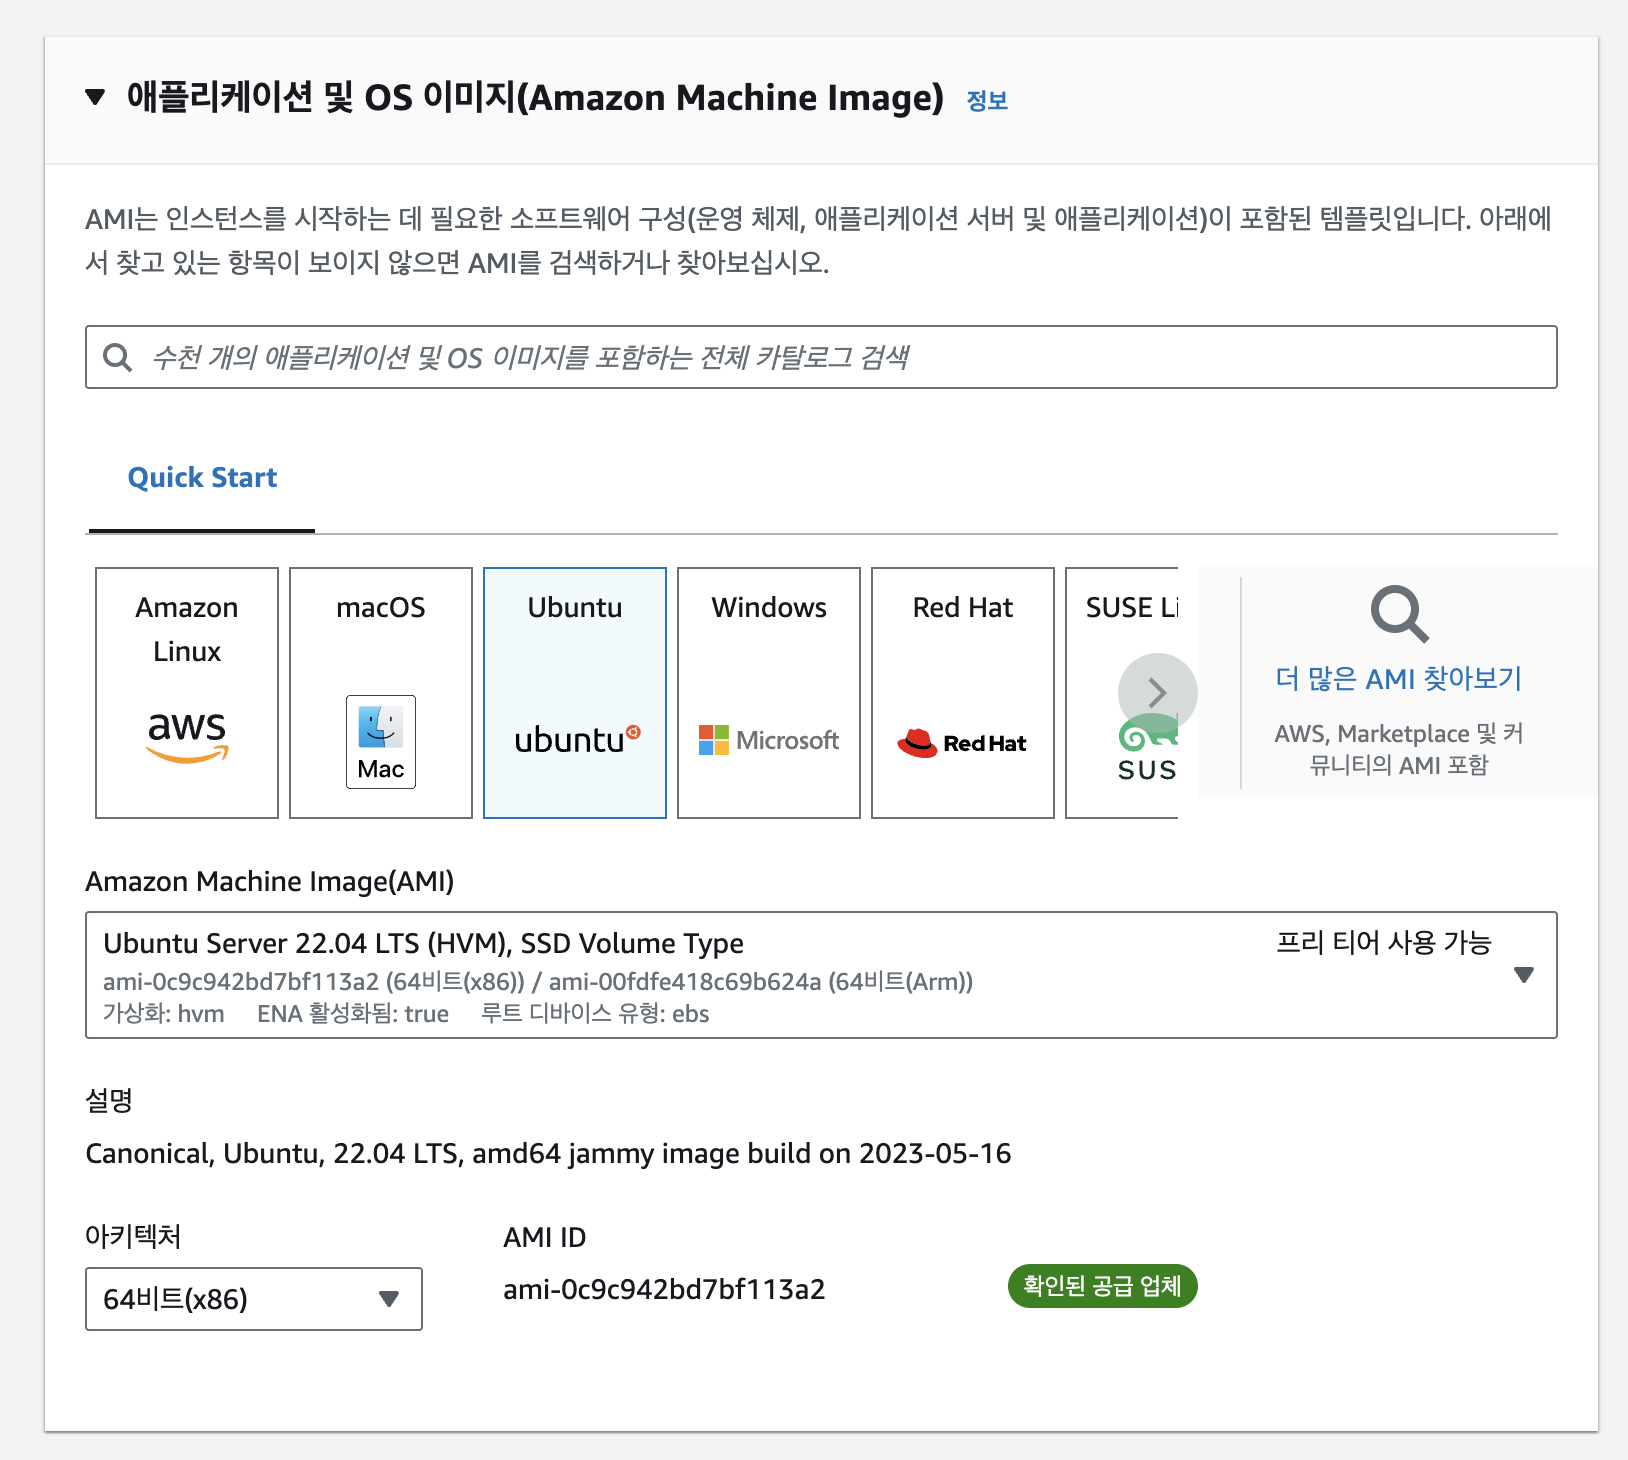 애플리케이션 및 OS 이미지(Amazon Machine Image) 정보
AMI는 인스턴스를 시작하는 데 필요한 소프트웨어 구성(운영 체제, 애플리케이션 서버 및 애플리케이션)이 포함된 템플릿입니다. 아래에
서 찾고 있는 항목이 보이지 않으면 AMI를 검색하거나 찾아보십시오.
수천 개의 애플리케이션 및 OS 이미지를 포함하는 전체 카탈로그 검색
Quick Start
Amazon
Linux
aws
macOS
Mac
Ubuntu
ubuntu
Windows
Microsoft
Red Hat
Red Hat
SUSE Li
SUS
더 많은 AMI 찾아보기
AWS, Marketplace 및 커
뮤니티의 AMI 포함
Amazon Machine Image(AMI)
Ubuntu Server 22.04 LTS (HVM), SSD Volume Type 프리 티어 사용 가능
ami-0c9c942bd7bf113a2 (64비트(x86)) / ami-00fdfe418c69b624a (64비트(Arm))
가상화: hvm ENA 활성화됨: true 루트 디바이스 유형: ebs
설명
Canonical, Ubuntu, 22.04 LTS, amd64 jammy image build on 2023-05-16
아키텍처
64비트(x86)
AMI ID
ami-0c9c942bd7bf113a2
확인된 공급 업체